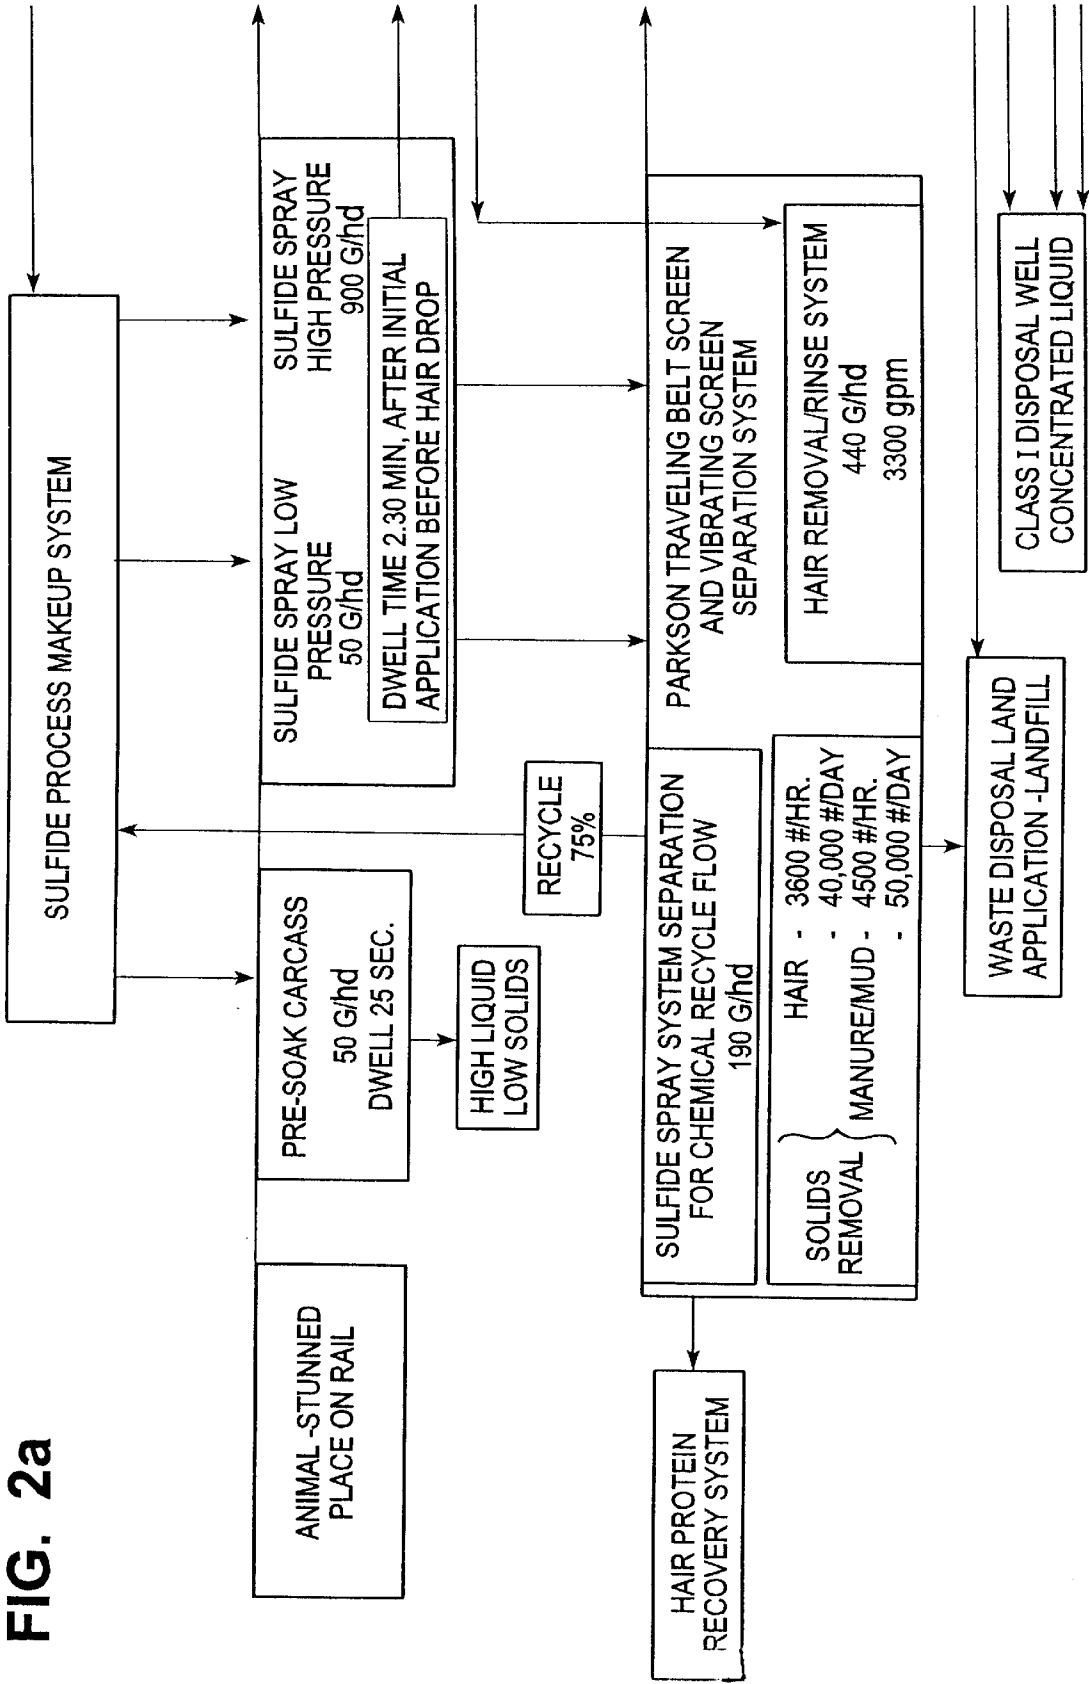 FIG. 2a
SULFIDE PROCESS MAKEUP SYSTEM
ANIMAL -STUNNED
PLACE ON RAIL
PRE-SOAK CARCASS
50 G/hd
DWELL 25 SEC.
HIGH LIQUID
LOW SOLIDS
SULFIDE SPRAY LOW
PRESSURE
50 G/hd
SULFIDE SPRAY
HIGH PRESSURE
900 G/hd
DWELL TIME 2.30 MIN, AFTER INITIAL
APPLICATION BEFORE HAIR DROP
RECYCLE
75%
HAIR PROTEIN
RECOVERY SYSTEM
SULFIDE SPRAY SYSTEM SEPARATION
FOR CHEMICAL RECYCLE FLOW
190 G/hd
SOLIDS
REMOVAL
HAIR - 3600 #/HR.
- 40,000 #/DAY
MANURE/MUD - 4500 #/HR.
- 50,000 #/DAY
PARKSON TRAVELING BELT SCREEN
AND VIBRATING SCREEN
SEPARATION SYSTEM
HAIR REMOVAL/RINSE SYSTEM
440 G/hd
3300 gpm
WASTE DISPOSAL LAND
APPLICATION -LANDFILL
CLASS I DISPOSAL WELL
CONCENTRATED LIQUID